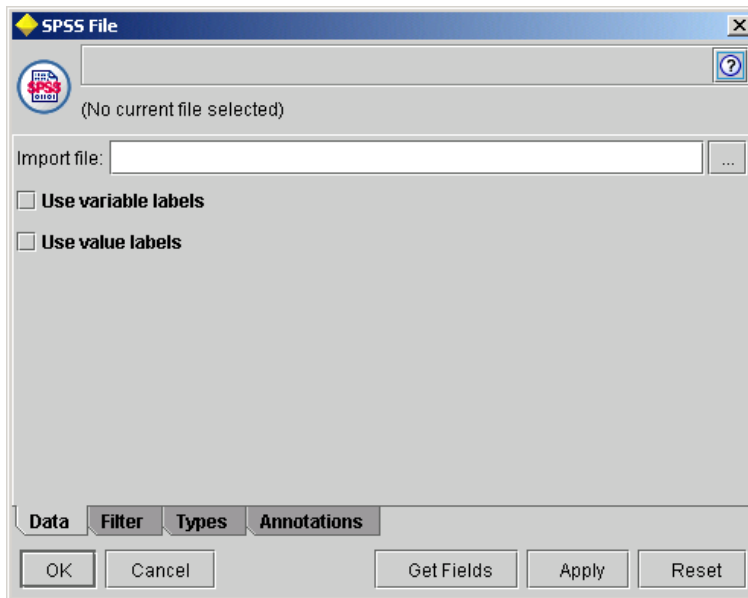 SPSS File
SPSS
(No current file selected)
Import file:
...
Use variable labels
Use value labels
Data Filter Types Annotations
OK Cancel Get Fields Apply Reset